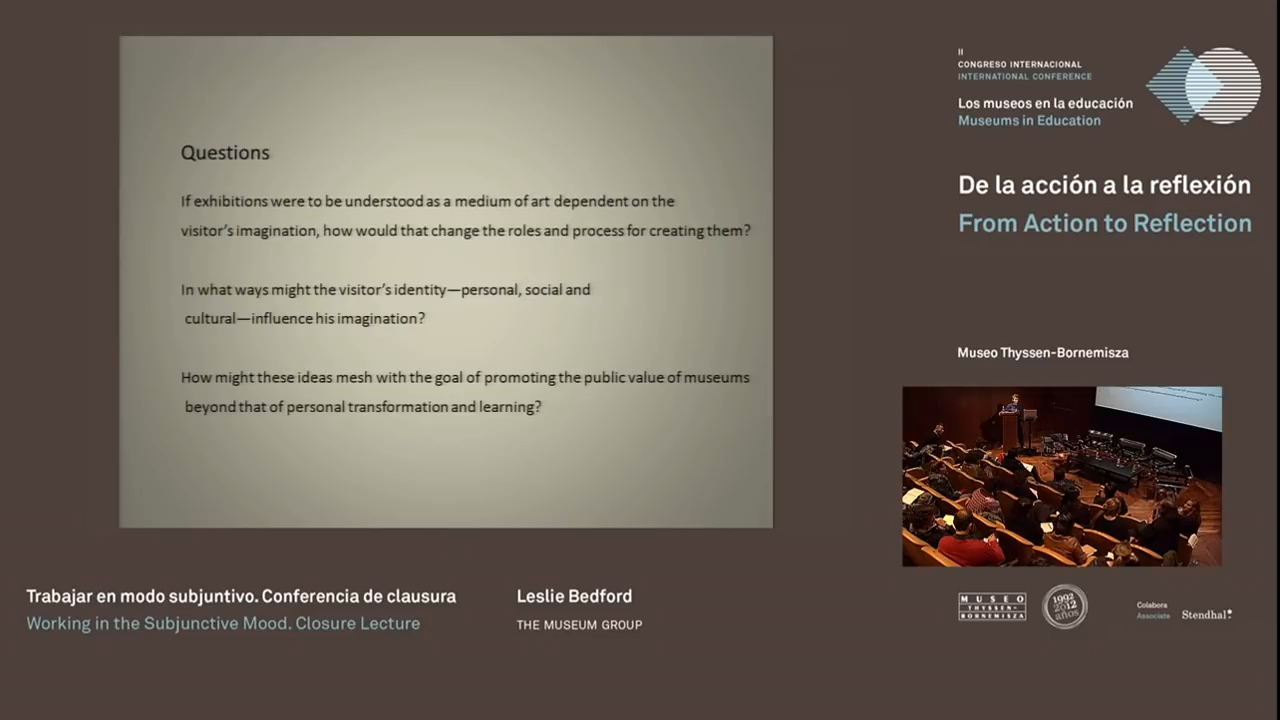 Questions
If exhibitions were to be understood as a medium of art dependent on the
visitor's imagination, how would that change the roles and process for creating them?
In what ways might the visitor's identity—personal, social and
cultural—influence his imagination?
How might these ideas mesh with the goal of promoting the public value of museums
beyond that of personal transformation and learning?
II
CONGRESO INTERNACIONAL
INTERNATIONAL CONFERENCE
Los museos en la educación
Museums in Education
De la acción a la reflexión
From Action to Reflection
Museo Thyssen-Bornemisza
Trabajar en modo subjuntivo. Conferencia de clausura
Working in the Subjunctive Mood. Closure Lecture
Leslie Bedford
THE MUSEUM GROUP
MUSEO
THYSSEN-
BORNEMISZA
1992
2012
años
Colabora
Associate
Stendhal: